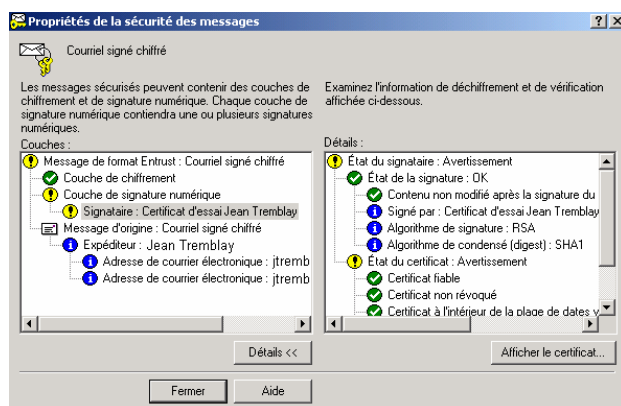 Propriétés de la sécurité des messages
Courriel signé chiffré
Les messages sécurisés peuvent contenir des couches de
chiffrement et de signature numérique. Chaque couche de
signature numérique contiendra une ou plusieurs signatures
numériques.
Couches :
Message de format Entrust : Courriel signé chiffré
Couche de chiffrement
Couche de signature numérique
Signataire : Certificat d'essai Jean Tremblay
Message d'origine : Courriel signé chiffré
Expéditeur : Jean Tremblay
Adresse de courrier électronique : jtremb
Adresse de courrier électronique : jtremb
Détails <<
Examinez l'information de déchiffrement et de vérification
affichée ci-dessous.
Détails :
État du signataire : Avertissement
État de la signature : OK
Contenu non modifié après la signature du
Signé par : Certificat d'essai Jean Tremblay
Algorithme de signature : RSA
Algorithme de condensé (digest) : SHA1
État du certificat : Avertissement
Certificat fiable
Certificat non révoqué
Certificat à l'intérieur de la plage de dates v
Afficher le certificat...
Fermer
Aide